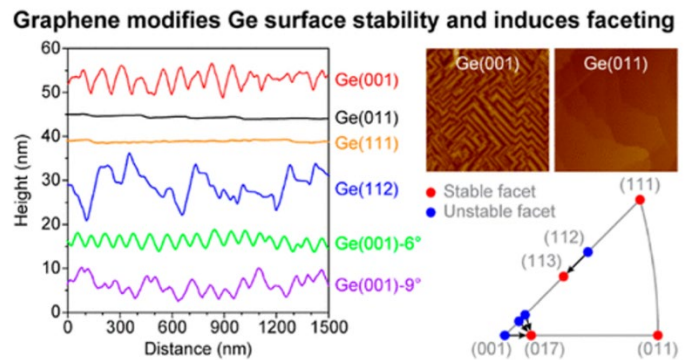 Graphene modifies Ge surface stability and induces faceting
60
50
40
30
20
10
0
Height (nm)
0 300 600 900 1200 1500
Distance (nm)
Ge(001)
Ge(011)
Ge(111)
Ge(112)
Ge(001)-6°
Ge(001)-9°
Ge(001)
Ge(011)
Stable facet
Unstable facet
(111)
(112)
(113)
(001) (017) (011)